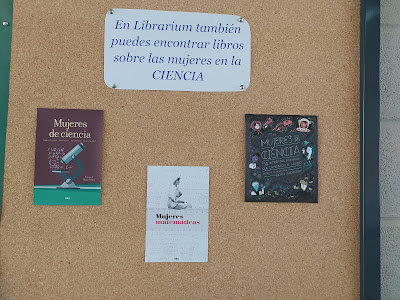 En Librarium también
puedes encontrar libros
sobre las mujeres en la
CIENCIA
Mujeres
de ciencia
MUJERES DE
CIENCIA
Mujeres
matemáticas